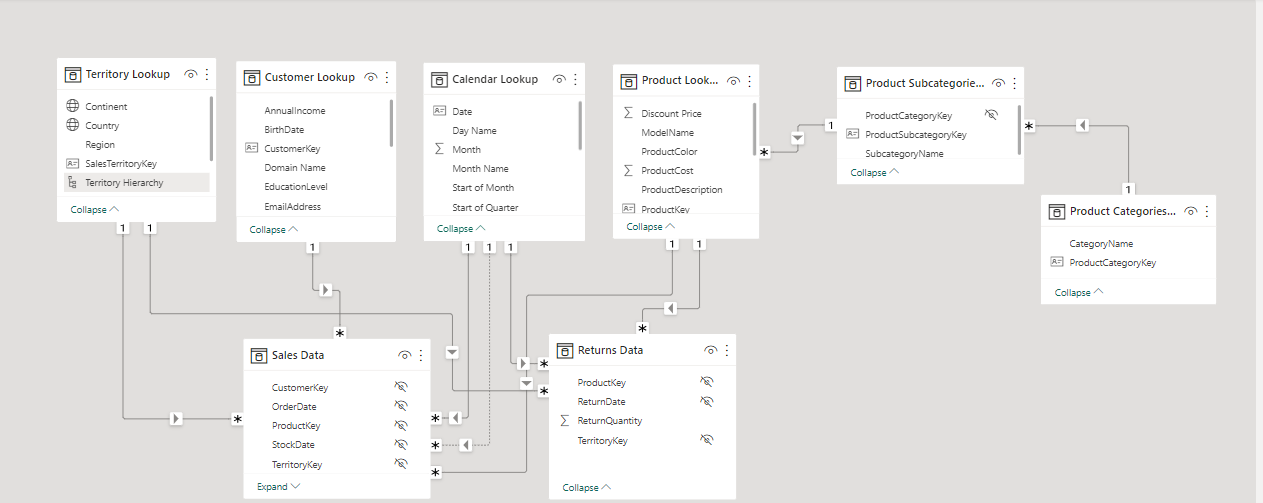 Territory Lookup
Continent
Country
Region
SalesTerritoryKey
Territory Hierarchy
Collapse
Customer Lookup
AnnualIncome
BirthDate
CustomerKey
Domain Name
EducationLevel
EmailAddress
Collapse
Calendar Lookup
Date
Day Name
Month
Month Name
Start of Month
Start of Quarter
Collapse
Product Look...
Discount Price
ModelName
ProductColor
ProductCost
ProductDescription
ProductKey
Collapse
Product Subcategorie...
ProductCategoryKey
ProductSubcategoryKey
SubcategoryName
Collapse
Product Categories...
CategoryName
ProductCategoryKey
Collapse
1
*
*
1
1
1
1
1
1
1
1
1
*
*
*
*
*
*
*
*
Sales Data
CustomerKey
OrderDate
ProductKey
StockDate
TerritoryKey
Expand
Returns Data
ProductKey
ReturnDate
ReturnQuantity
TerritoryKey
Collapse